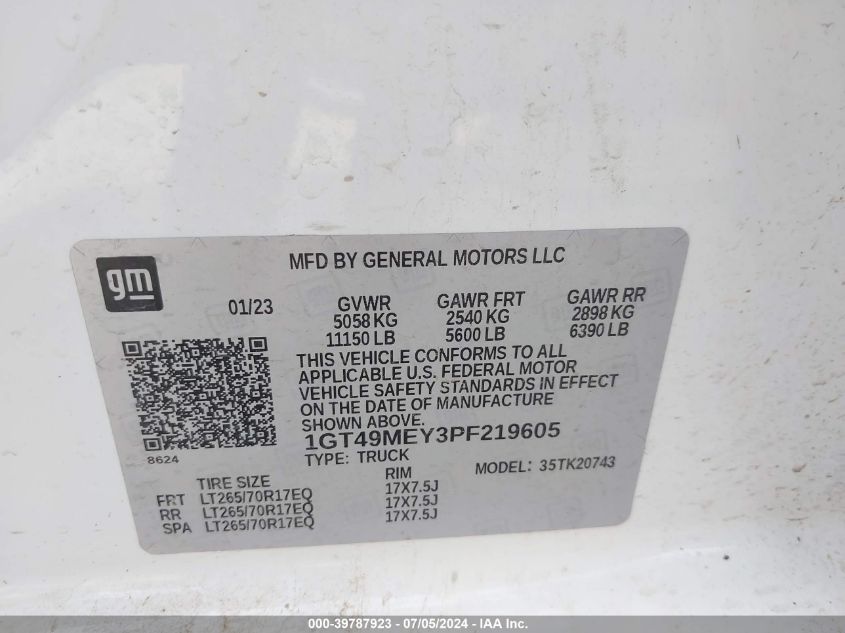 gm
MFD BY GENERAL MOTORS LLC
01/23
GVWR
5058 KG
11150 LB
GAWR FRT
2540 KG
5600 LB
GAWR RR
2898 KG
6390 LB
THIS VEHICLE CONFORMS TO ALL
APPLICABLE U.S. FEDERAL MOTOR
VEHICLE SAFETY STANDARDS IN EFFECT
ON THE DATE OF MANUFACTURE
SHOWN ABOVE.
8624
1GT49MEY3PF219605
TYPE: TRUCK
MODEL: 35TK20743
TIRE SIZE RIM
FRT LT265/70R17EQ 17X7.5J
RR LT265/70R17EQ 17X7.5J
SPA LT265/70R17EQ 17X7.5J
000-39787923 - 07/05/2024 - IAA Inc.